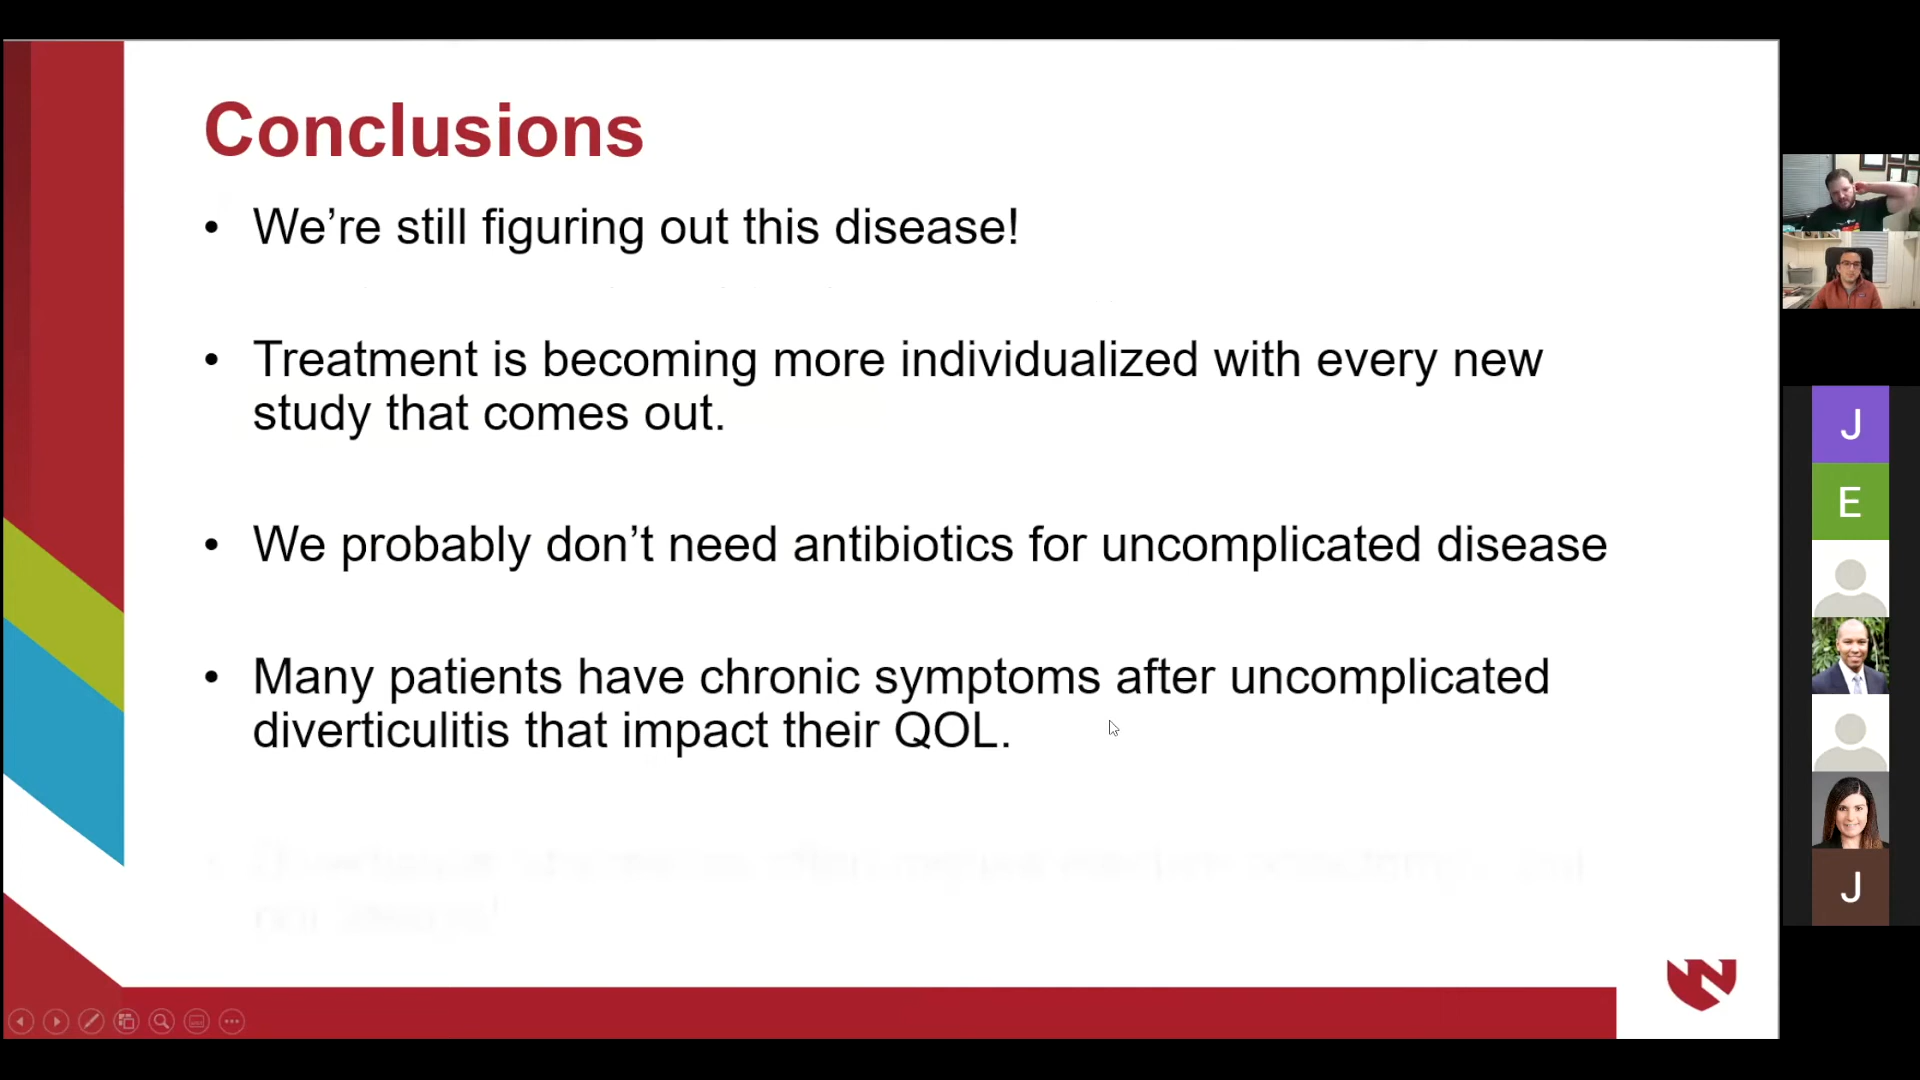 Conclusions
• We’re still figuring out this disease!
• Treatment is becoming more individualized with every new
study that comes out.
• We probably don’t need antibiotics for uncomplicated disease
• Many patients have chronic symptoms after uncomplicated
diverticulitis that impact their QOL.
J
E
J
N